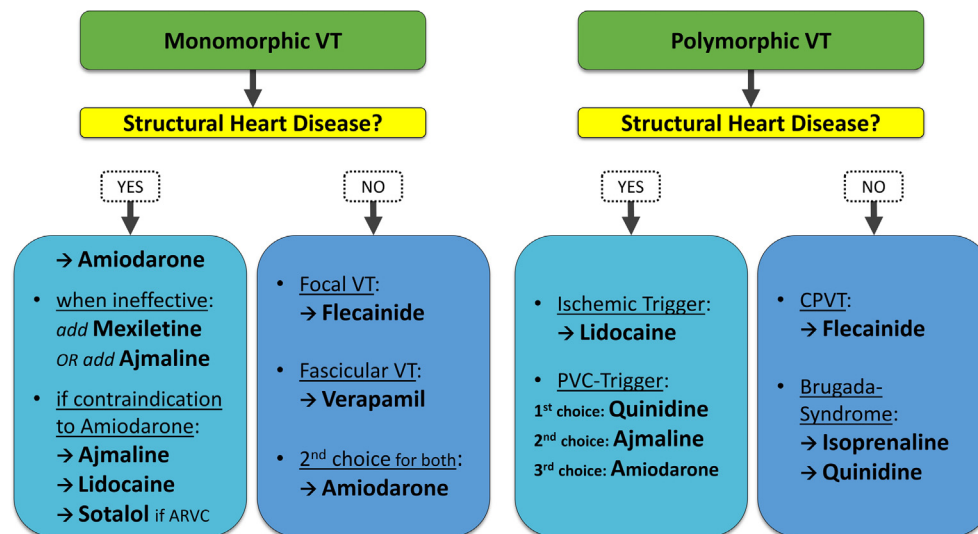 Monomorphic VT
Structural Heart Disease?
YES
→ Amiodarone
• when ineffective:
add Mexiletine
OR add Ajmaline
• if contraindication
to Amiodarone:
→ Ajmaline
→ Lidocaine
→ Sotalol if ARVC
NO
• Focal VT:
→ Flecainide
• Fascicular VT:
→ Verapamil
• 2nd choice for both:
→ Amiodarone
Polymorphic VT
Structural Heart Disease?
YES
• Ischemic Trigger:
→ Lidocaine
• PVC-Trigger:
1st choice: Quinidine
2nd choice: Ajmaline
3rd choice: Amiodarone
NO
• CPVT:
→ Flecainide
• Brugada-
Syndrome:
→ Isoprenaline
→ Quinidine